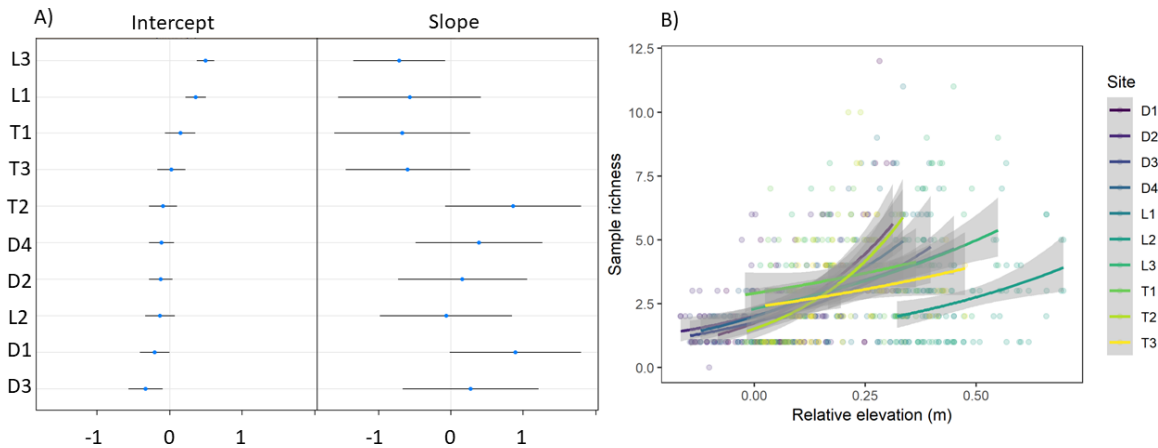 A)
Intercept
Slope
L3
L1
T1
T3
T2
D4
D2
L2
D1
D3
-1 0 1
-1 0 1
B)
12.5
10.0
7.5
5.0
2.5
0.0
Sample richness
0.00 0.25 0.50
Relative elevation (m)
Site
D1
D2
D3
D4
L1
L2
L3
T1
T2
T3